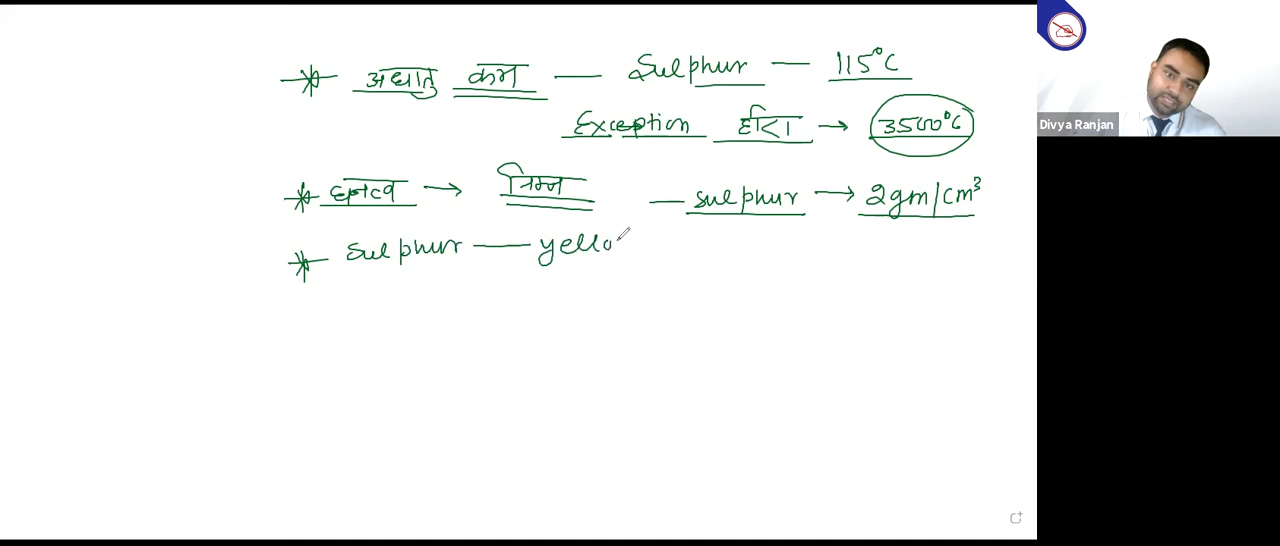 * अधातु कम — Sulphur — 115°C
Exception हीरा → 3500°C
* घनत्व → निम्न — sulphur → 2gm/cm³
* Sulphur — yello
Divya Ranjan